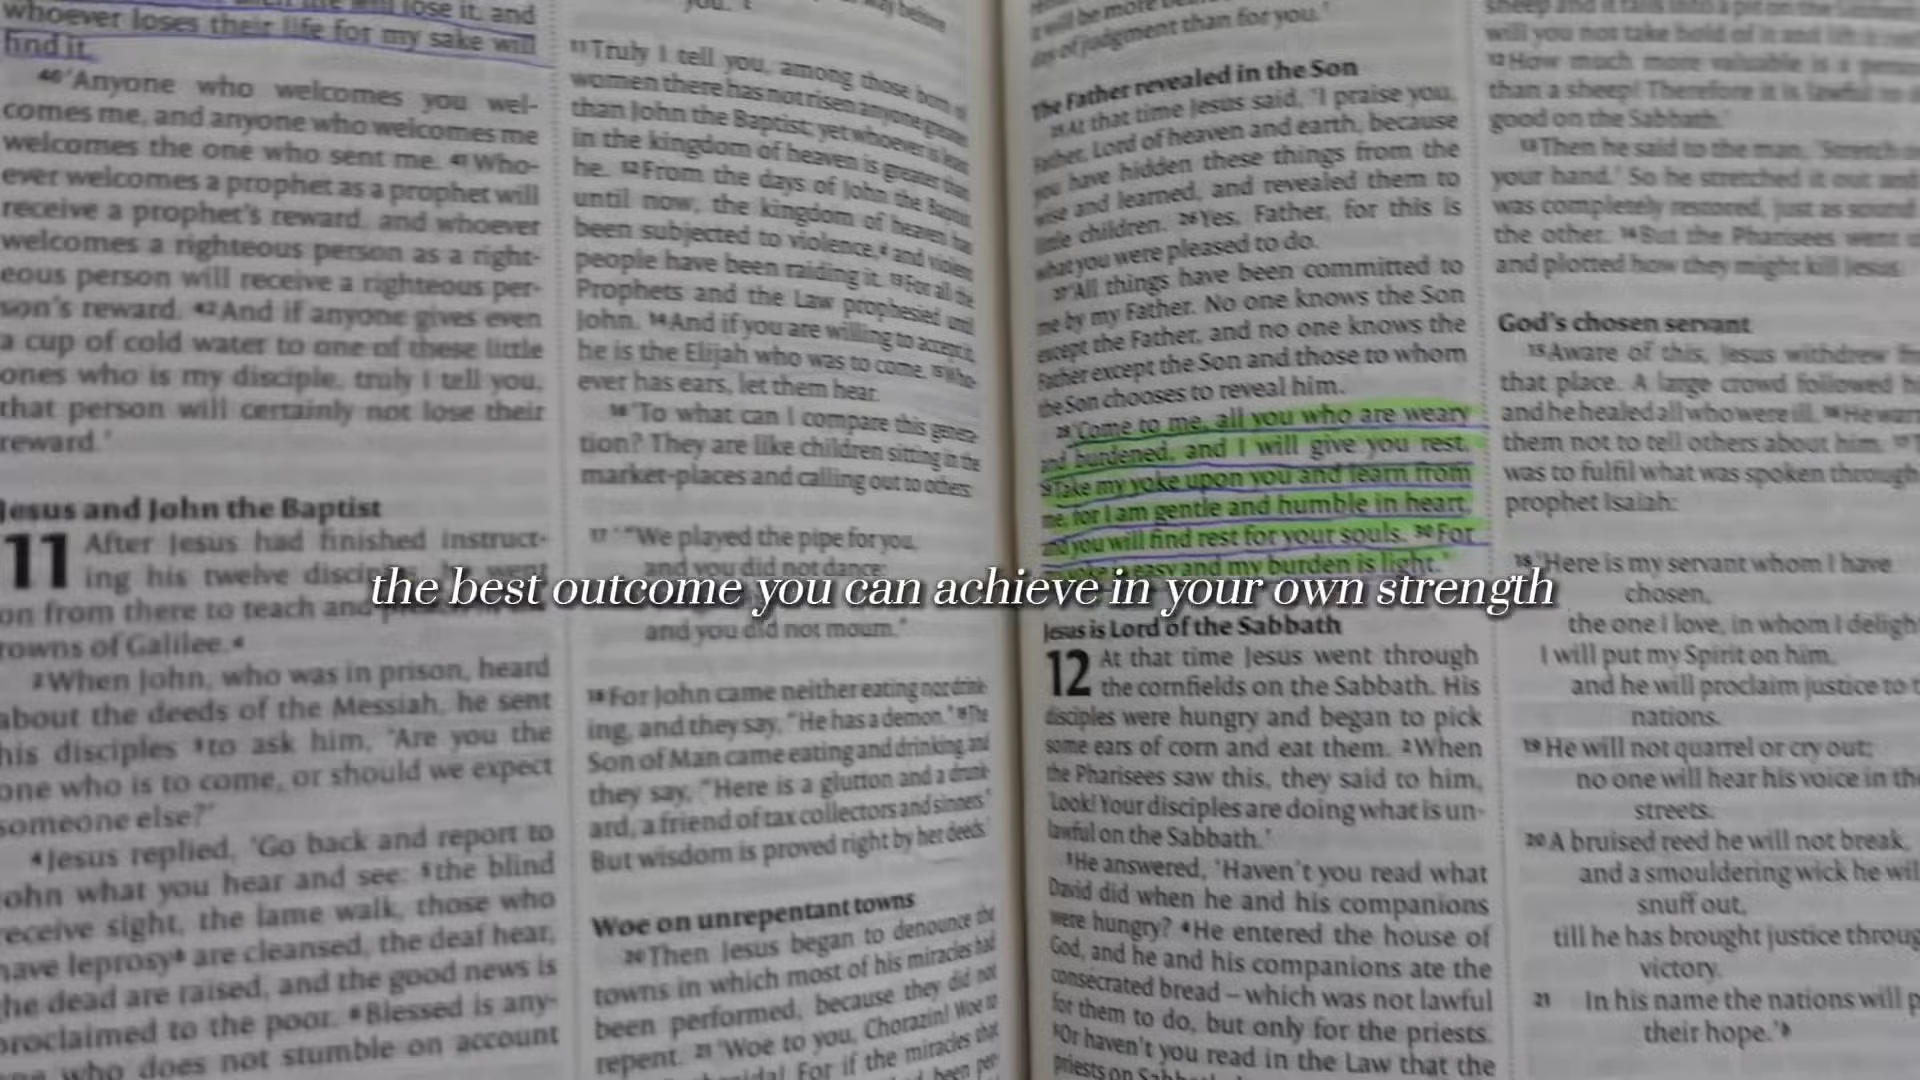 whoever loses their life for my sake will
find it.
40 'Anyone who welcomes you wel-
comes me, and anyone who welcomes me
welcomes the one who sent me. 41 Who-
ever welcomes a prophet as a prophet will
receive a prophet's reward, and whoever
welcomes a righteous person as a right-
eous person will receive a righteous per-
son's reward. 42 And if anyone gives even
a cup of cold water to one of these little
ones who is my disciple, truly I tell you,
that person will certainly not lose their
reward.'
Jesus and John the Baptist
11 After Jesus had finished instruct-
ing his twelve
on from there to teach and
towns of Galilee.
2 When John, who was in prison, heard
about the deeds of the Messiah, he sent
his disciples 3 to ask him, 'Are you the
one who is to come, or should we expect
someone else?'
4 Jesus replied, 'Go back and report to
John what you hear and see: 5 the blind
receive sight, the lame walk, those who
have leprosy are cleansed, the deaf hear,
the dead are raised, and the good news is
proclaimed to the poor. 6 Blessed is any-
one who does not stumble on account
11 Truly I tell you, among those born of
women there has not risen anyone greater
than John the Baptist; yet whoever is least
in the kingdom of heaven is greater than
he. 12 From the days of John the Baptist
until now, the kingdom of heaven has
been subjected to violence, and violent
people have been raiding it. 13 For all the
Prophets and the Law prophesied until
John. 14 And if you are willing to accept it,
he is the Elijah who was to come. 15 Who-
ever has ears, let them hear.
16 'To what can I compare this genera-
tion? They are like children sitting in the
market-places and calling out to others:
17 '"We played the pipe for you,
and you did not dance;
and you did not mourn."
18 For John came neither eating nor drink-
ing, and they say, "He has a demon." 19 The
Son of Man came eating and drinking, and
they say, "Here is a glutton and a drunk-
ard, a friend of tax collectors and sinners."
But wisdom is proved right by her deeds.'
Woe on unrepentant towns
20 Then Jesus began to denounce the
towns in which most of his miracles had
been performed, because they did not
repent. 21 'Woe to you, Chorazin! Woe to
For if the miracles that
been per-
it will be more
day of judgment than for you.'
The Father revealed in the Son
25 At that time Jesus said, 'I praise you,
Father, Lord of heaven and earth, because
you have hidden these things from the
wise and learned, and revealed them to
little children. 26 Yes, Father, for this is
what you were pleased to do.
27 'All things have been committed to
me by my Father. No one knows the Son
except the Father, and no one knows the
Father except the Son and those to whom
the Son chooses to reveal him.
28 'Come to me, all you who are weary
and burdened, and I will give you rest.
29 Take my yoke upon you and learn from
me, for I am gentle and humble in heart,
and you will find rest for your souls. 30 For
easy and my burden is light.'
the best outcome you can achieve in your own strength
Jesus is Lord of the Sabbath
12 At that time Jesus went through
the cornfields on the Sabbath. His
disciples were hungry and began to pick
some ears of corn and eat them. 2 When
the Pharisees saw this, they said to him,
'Look! Your disciples are doing what is un-
lawful on the Sabbath.'
3 He answered, 'Haven't you read what
David did when he and his companions
were hungry? 4 He entered the house of
God, and he and his companions ate the
consecrated bread – which was not lawful
for them to do, but only for the priests.
5 Or haven't you read in the Law that the
priests on
will you not take hold of it and lift
12 How much more valuable is a person
than a sheep! Therefore it is lawful to
good on the Sabbath.'
13 Then he said to the man, 'Stretch
your hand.' So he stretched it out and
was completely restored, just as sound
the other. 14 But the Pharisees went
and plotted how they might kill Jesus.
God's chosen servant
15 Aware of this, Jesus withdrew
that place. A large crowd followed
and he healed all who were ill. 16 He
them not to tell others about him. 17
was to fulfil what was spoken through
prophet Isaiah:
18 'Here is my servant whom I have
chosen,
the one I love, in whom I
I will put my Spirit on him,
and he will proclaim justice to
nations.
19 He will not quarrel or cry out;
no one will hear his voice in the
streets.
20 A bruised reed he will not break,
and a smouldering wick he
snuff out,
till he has brought justice
victory.
21 In his name the nations will
their hope.'